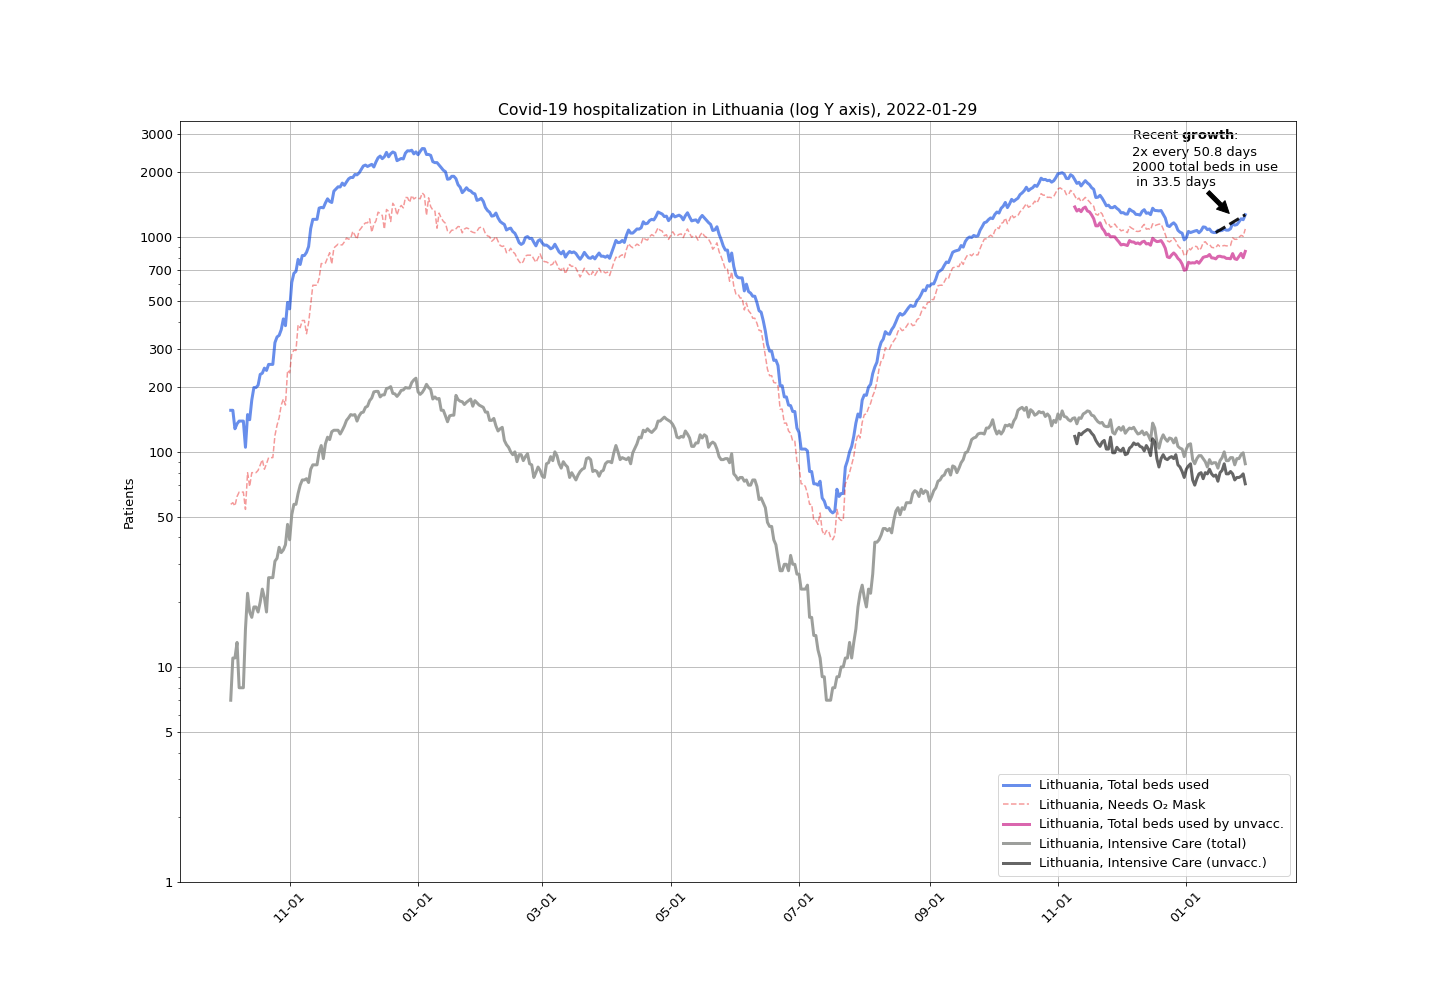 Covid-19 hospitalization in Lithuania (log Y axis), 2022-01-29
Recent growth:
2x every 50.8 days
2000 total beds in use
in 33.5 days
Patients
3000
2000
1000
700
500
300
200
100
50
10
5
1
11-01
01-01
03-01
05-01
07-01
09-01
11-01
01-01
Lithuania, Total beds used
Lithuania, Needs O₂ Mask
Lithuania, Total beds used by unvacc.
Lithuania, Intensive Care (total)
Lithuania, Intensive Care (unvacc.)